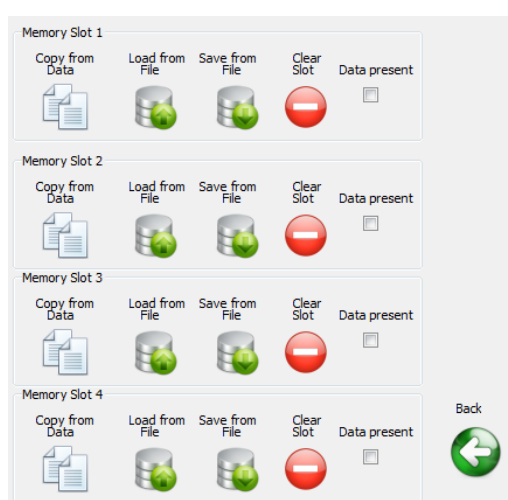 Memory Slot 1
Copy from Data
Load from File
Save from File
Clear Slot
Data present
Memory Slot 2
Copy from Data
Load from File
Save from File
Clear Slot
Data present
Memory Slot 3
Copy from Data
Load from File
Save from File
Clear Slot
Data present
Memory Slot 4
Copy from Data
Load from File
Save from File
Clear Slot
Data present
Back